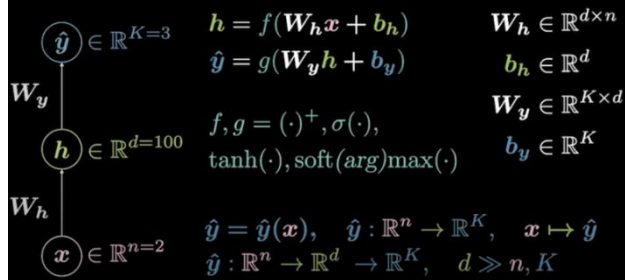 ŷ ∈ ℝ^{K=3}
W_y
h ∈ ℝ^{d=100}
W_h
x ∈ ℝ^{n=2}
h = f(W_h x + b_h)
ŷ = g(W_y h + b_y)
f, g = (·)^+, σ(·),
tanh(·), soft(arg)max(·)
W_h ∈ ℝ^{d×n}
b_h ∈ ℝ^d
W_y ∈ ℝ^{K×d}
b_y ∈ ℝ^K
ŷ = ŷ(x), ŷ : ℝ^n → ℝ^K, x ↦ ŷ
ŷ : ℝ^n → ℝ^d → ℝ^K, d ≫ n, K